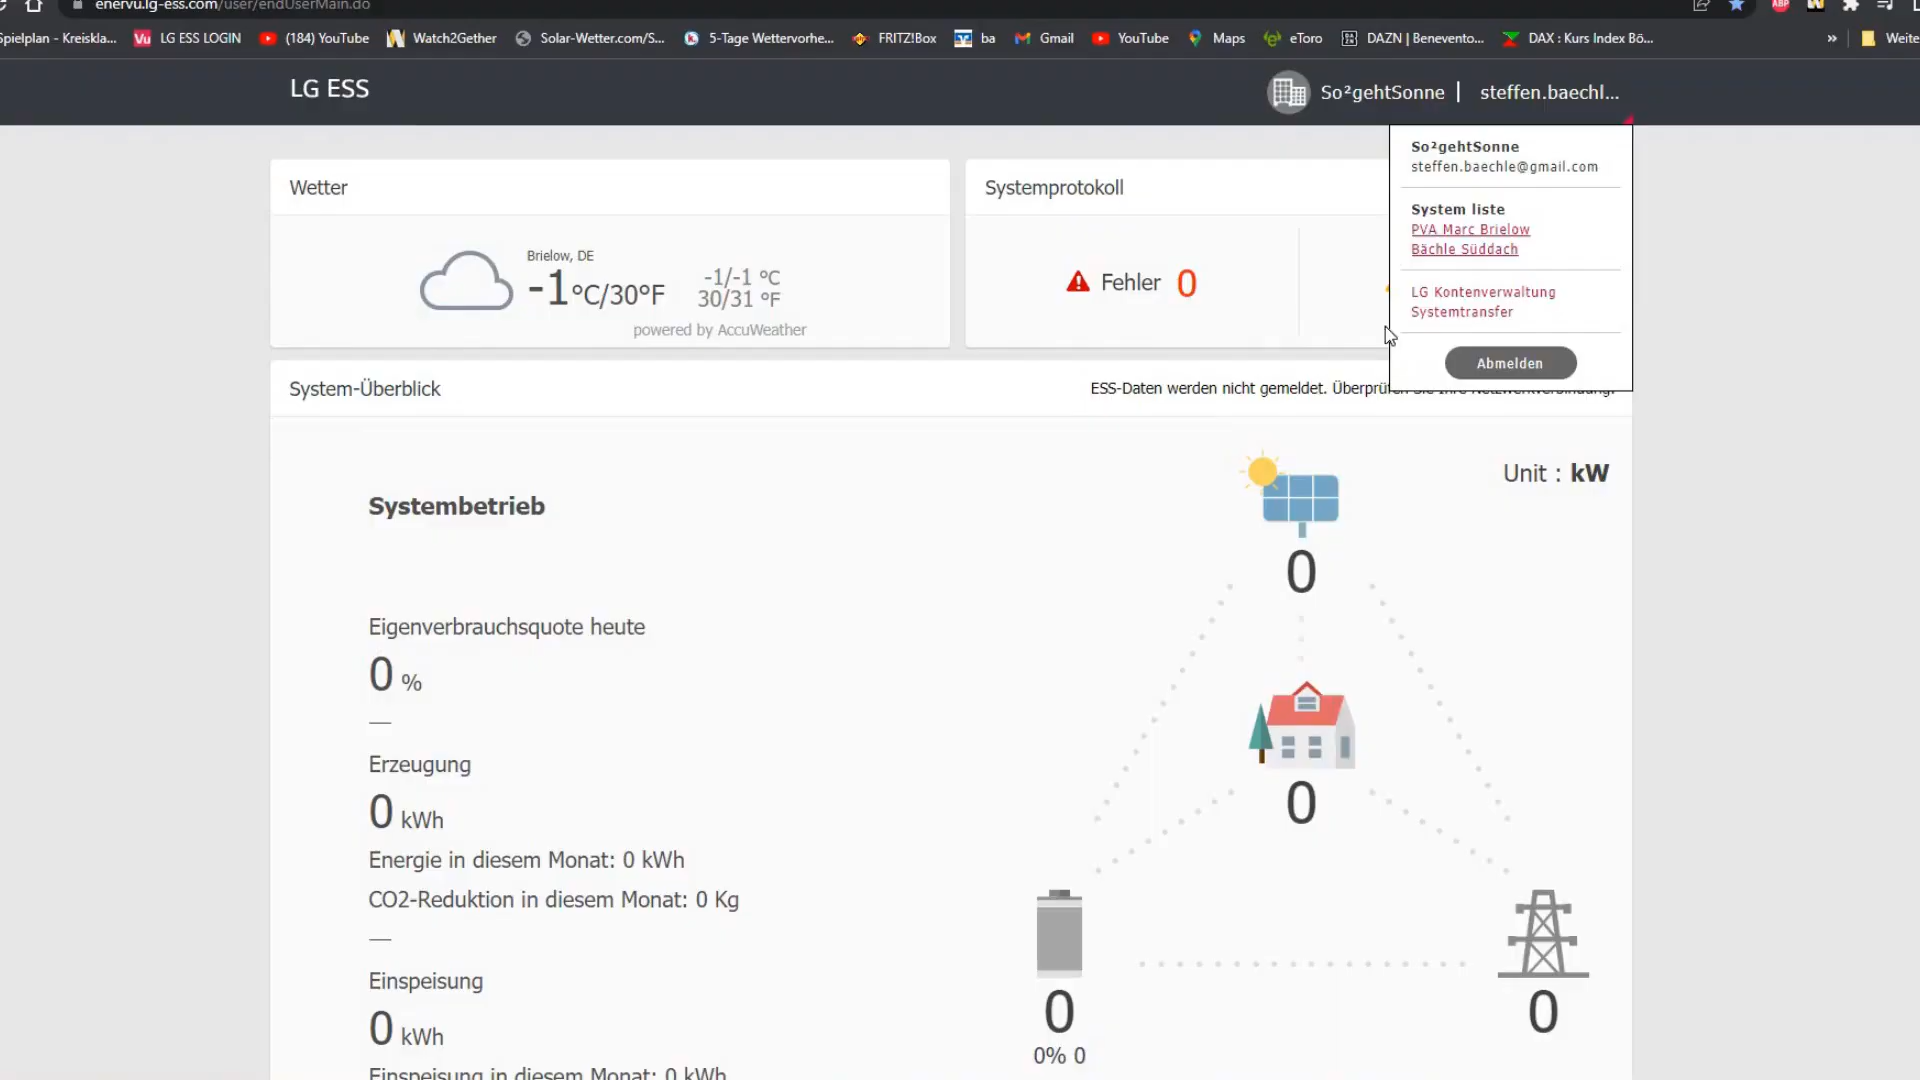 enervu.lg-ess.com/user/endUserMain.do
Spielplan - Kreiskla...
Vu LG ESS LOGIN
(184) YouTube
Watch2Gether
Solar-Wetter.com/S...
5-Tage Wettervorhe...
FRITZ!Box
ba
Gmail
YouTube
Maps
eToro
DAZN | Benevento...
DAX : Kurs Index Bö...
»
Weite
ABP
LG ESS
So²gehtSonne | steffen.baechl...
So²gehtSonne
steffen.baechle@gmail.com
System liste
PVA Marc Brielow
Bächle Süddach
LG Kontenverwaltung
Systemtransfer
Abmelden
Wetter
Brielow, DE
-1°C/30°F
-1/-1 °C
30/31 °F
powered by AccuWeather
Systemprotokoll
Fehler 0
System-Überblick
ESS-Daten werden nicht gemeldet. Überprüfen Sie Ihre Netzwerkverbindung.
Unit : kW
Systembetrieb
0
Eigenverbrauchsquote heute
0 %
—
Erzeugung
0 kWh
0
Energie in diesem Monat: 0 kWh
CO2-Reduktion in diesem Monat: 0 Kg
—
Einspeisung
0 kWh
0
0% 0
0
Einspeisung in diesem Monat: 0 kWh